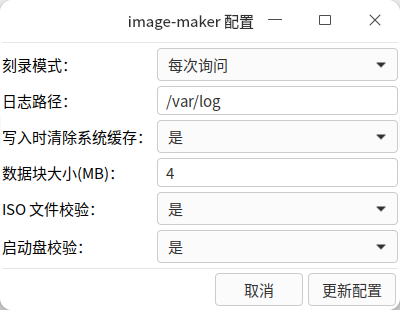 image-maker 配置
刻录模式： 每次询问
日志路径： /var/log
写入时清除系统缓存： 是
数据块大小(MB)： 4
ISO 文件校验： 是
启动盘校验： 是
取消 更新配置